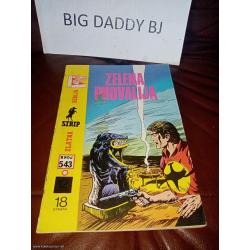 BIG DADDY BJ
ZELENA
PROVALIJA
STRIP
ZLATNA SERIJA
BROJ
543
18